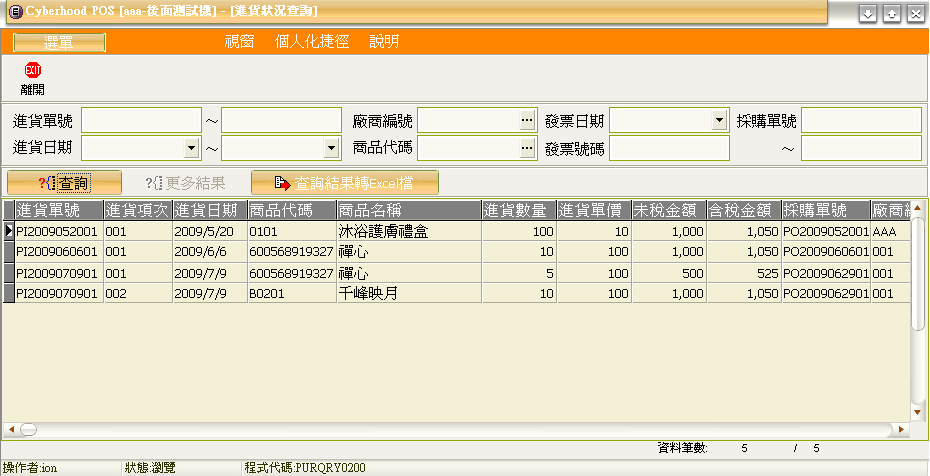 Cyberhood POS [aaa-後面測試機] - [進貨狀況查詢]
選單 視窗 個人化捷徑 說明
EXIT
離開
進貨單號 ～ 廠商編號 ... 發票日期 採購單號
進貨日期 ～ 商品代碼 ... 發票號碼 ～
?{查詢 ?{更多結果 查詢結果轉Excel檔
進貨單號 進貨項次 進貨日期 商品代碼 商品名稱 進貨數量 進貨單價 未稅金額 含稅金額 採購單號 廠商
PI2009052001 001 2009/5/20 0101 沐浴護膚禮盒 100 10 1,000 1,050 PO2009052001 AAA
PI2009060601 001 2009/6/6 600568919327 禪心 10 100 1,000 1,050 PO2009060601 001
PI2009070901 001 2009/7/9 600568919327 禪心 5 100 500 525 PO2009062901 001
PI2009070901 002 2009/7/9 B0201 千峰映月 10 100 1,000 1,050 PO2009062901 001
資料筆數: 5 / 5
操作者:ion 狀態:瀏覽 程式代碼:PURQRY0200